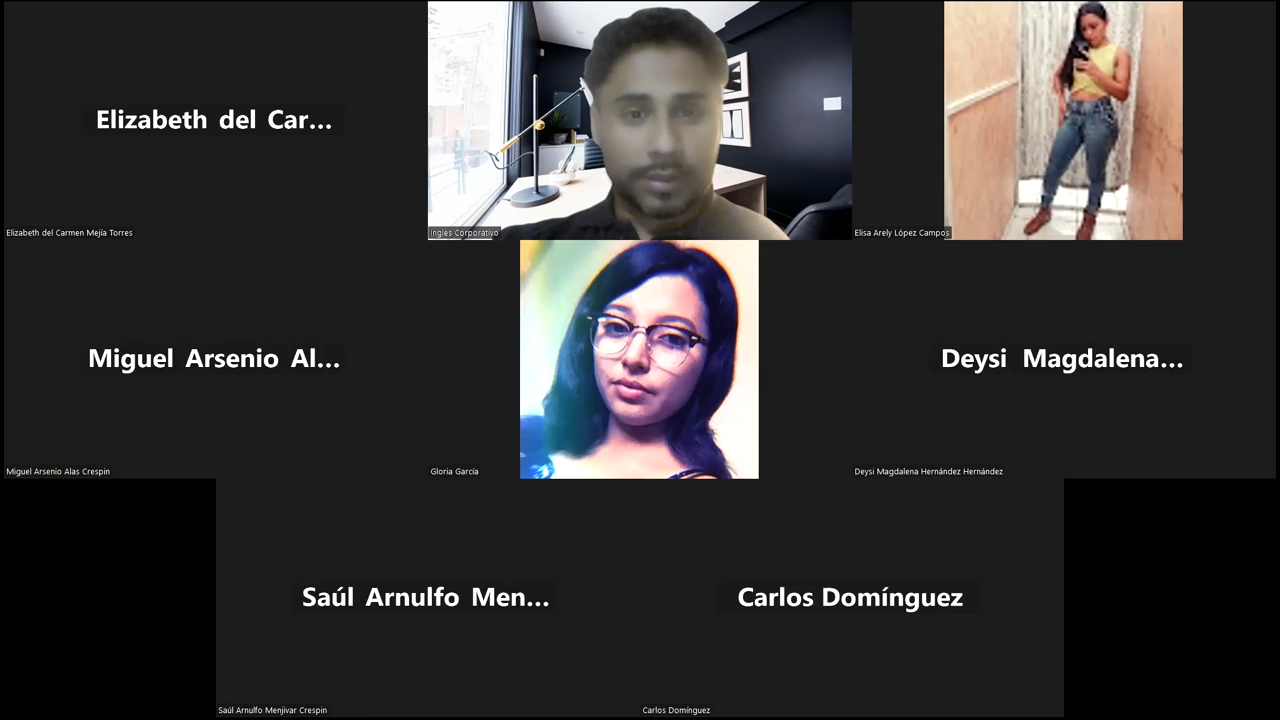 Elizabeth del Car...
Elizabeth del Carmen Mejía Torres
Ingles Corporativo
Elisa Arely López Campos
Miguel Arsenio Al...
Miguel Arsenio Alas Crespin
Gloria García
Deysi Magdalena...
Deysi Magdalena Hernández Hernández
Saúl Arnulfo Men...
Saúl Arnulfo Menjivar Crespin
Carlos Domínguez
Carlos Domínguez